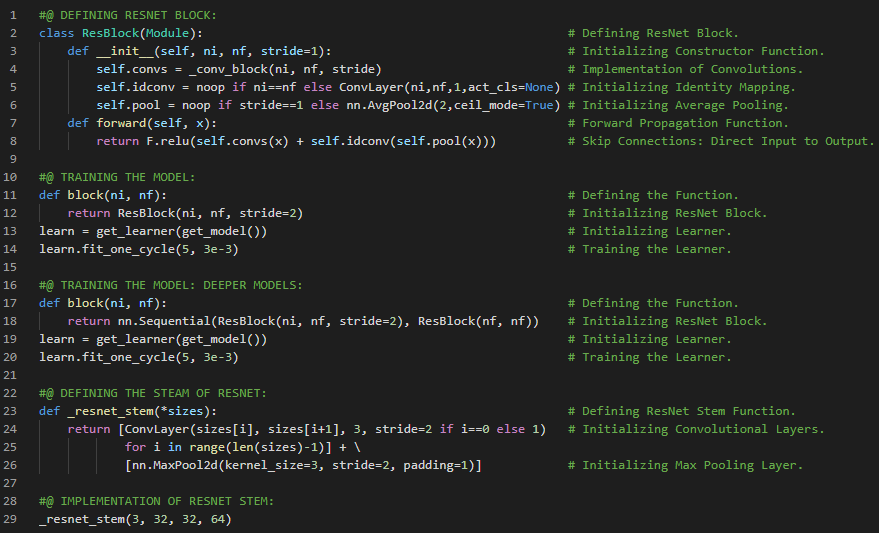 1 #@ DEFINING RESNET BLOCK:
2 class ResBlock(Module): # Defining ResNet Block.
3 def __init__(self, ni, nf, stride=1): # Initializing Constructor Function.
4 self.convs = _conv_block(ni, nf, stride) # Implementation of Convolutions.
5 self.idconv = noop if ni==nf else ConvLayer(ni,nf,1,act_cls=None) # Initializing Identity Mapping.
6 self.pool = noop if stride==1 else nn.AvgPool2d(2,ceil_mode=True) # Initializing Average Pooling.
7 def forward(self, x): # Forward Propagation Function.
8 return F.relu(self.convs(x) + self.idconv(self.pool(x))) # Skip Connections: Direct Input to Output.
9
10 #@ TRAINING THE MODEL:
11 def block(ni, nf): # Defining the Function.
12 return ResBlock(ni, nf, stride=2) # Initializing ResNet Block.
13 learn = get_learner(get_model()) # Initializing Learner.
14 learn.fit_one_cycle(5, 3e-3) # Training the Learner.
15
16 #@ TRAINING THE MODEL: DEEPER MODELS:
17 def block(ni, nf): # Defining the Function.
18 return nn.Sequential(ResBlock(ni, nf, stride=2), ResBlock(nf, nf)) # Initializing ResNet Block.
19 learn = get_learner(get_model()) # Initializing Learner.
20 learn.fit_one_cycle(5, 3e-3) # Training the Learner.
21
22 #@ DEFINING THE STEAM OF RESNET:
23 def _resnet_stem(*sizes): # Defining ResNet Stem Function.
24 return [ConvLayer(sizes[i], sizes[i+1], 3, stride=2 if i==0 else 1) # Initializing Convolutional Layers.
25 for i in range(len(sizes)-1)] + \
26 [nn.MaxPool2d(kernel_size=3, stride=2, padding=1)] # Initializing Max Pooling Layer.
27
28 #@ IMPLEMENTATION OF RESNET STEM:
29 _resnet_stem(3, 32, 32, 64)